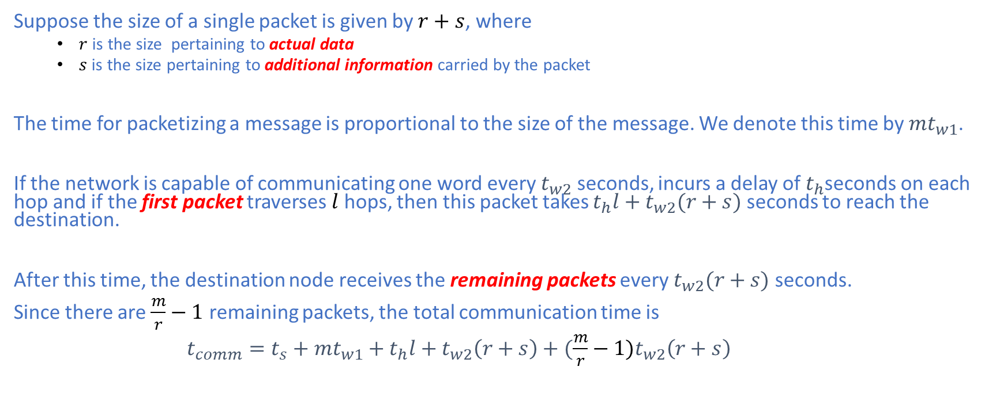 Suppose the size of a single packet is given by r + s, where
• r is the size pertaining to actual data
• s is the size pertaining to additional information carried by the packet
The time for packetizing a message is proportional to the size of the message. We denote this time by mt_{w1}.
If the network is capable of communicating one word every t_{w2} seconds, incurs a delay of t_h seconds on each
hop and if the first packet traverses l hops, then this packet takes t_h l + t_{w2}(r + s) seconds to reach the
destination.
After this time, the destination node receives the remaining packets every t_{w2}(r + s) seconds.
Since there are \frac{m}{r} − 1 remaining packets, the total communication time is
t_{comm} = t_s + mt_{w1} + t_h l + t_{w2}(r + s) + (\frac{m}{r} − 1)t_{w2}(r + s)